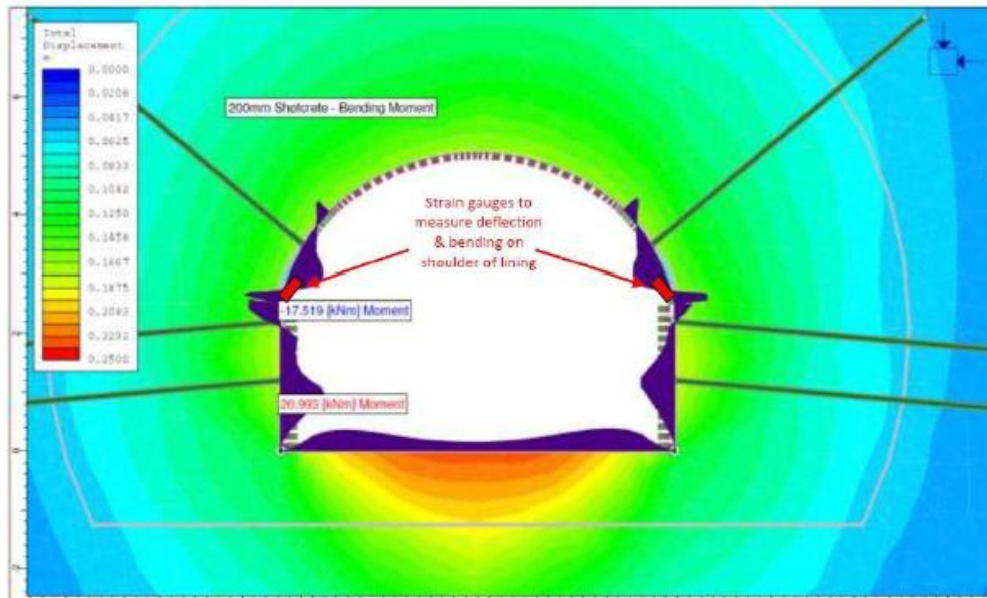 Total
Displacement
m
0.0000
0.0208
0.0417
0.0625
0.0833
0.1042
0.1250
0.1458
0.1667
0.1875
0.2083
0.2292
0.2500
200mm Shotcrete - Bending Moment
Strain gauges to
measure deflection
& bending on
shoulder of lining
-17.519 [kNm] Moment
20.993 [kNm] Moment
0